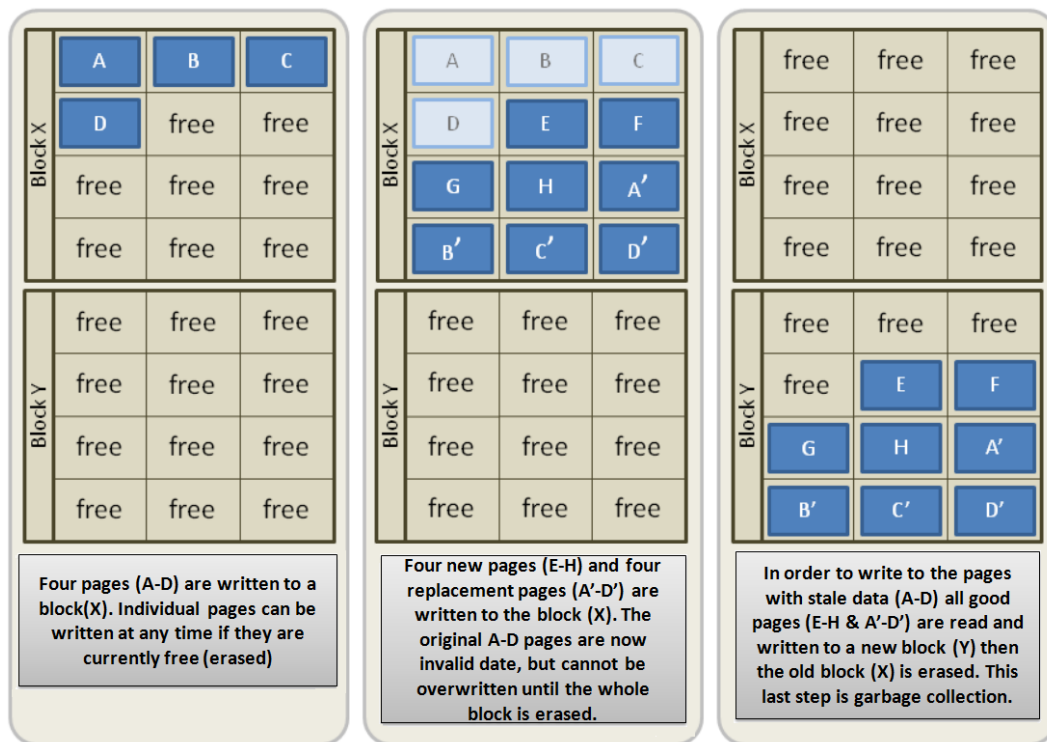 Block X
A B C
D free free
free free free
free free free
Block Y
free free free
free free free
free free free
free free free
Four pages (A-D) are written to a
block(X). Individual pages can be
written at any time if they are
currently free (erased)
Block X
A B C
D E F
G H A'
B' C' D'
Block Y
free free free
free free free
free free free
free free free
Four new pages (E-H) and four
replacement pages (A'-D') are
written to the block (X). The
original A-D pages are now
invalid date, but cannot be
overwritten until the whole
block is erased.
Block X
free free free
free free free
free free free
free free free
Block Y
free free free
free E F
G H A'
B' C' D'
In order to write to the pages
with stale data (A-D) all good
pages (E-H & A'-D') are read and
written to a new block (Y) then
the old block (X) is erased. This
last step is garbage collection.